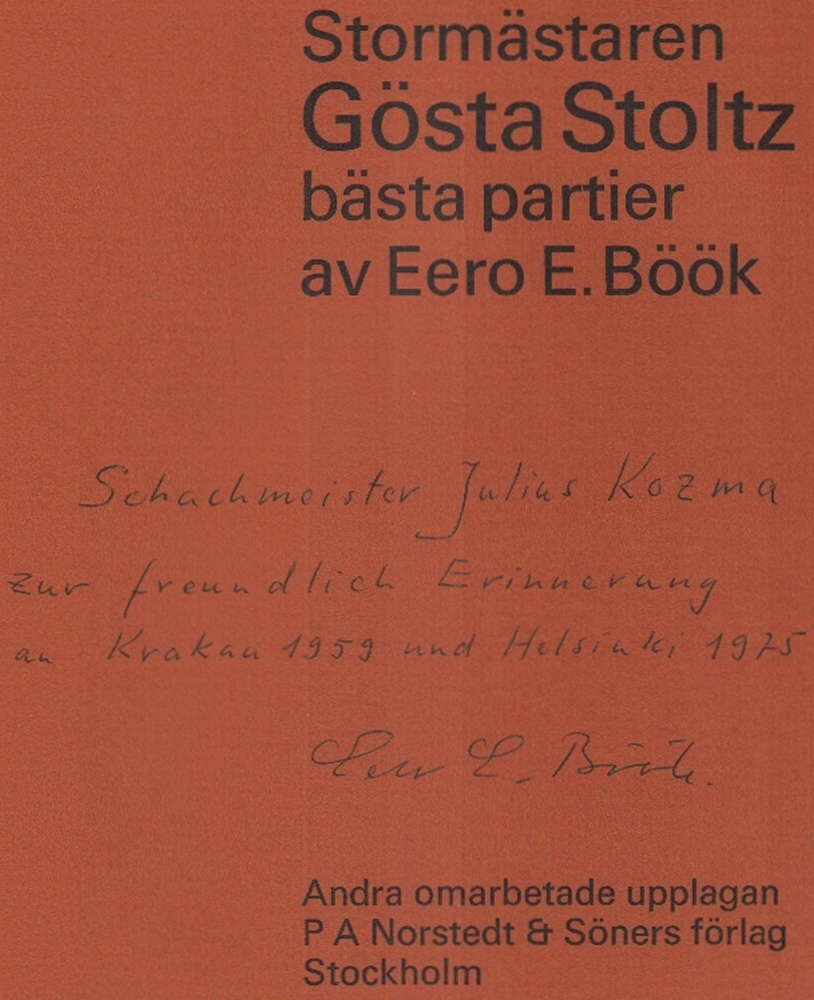 Stormästaren
Gösta Stoltz
bästa partier
av Eero E. Böök
Schachmeister Julius Kozma
zur freundlich Erinnerung
an Krakau 1959 und Helsinki 1975
Eero E. Böök.
Andra omarbetade upplagan
P A Norstedt & Söners förlag
Stockholm